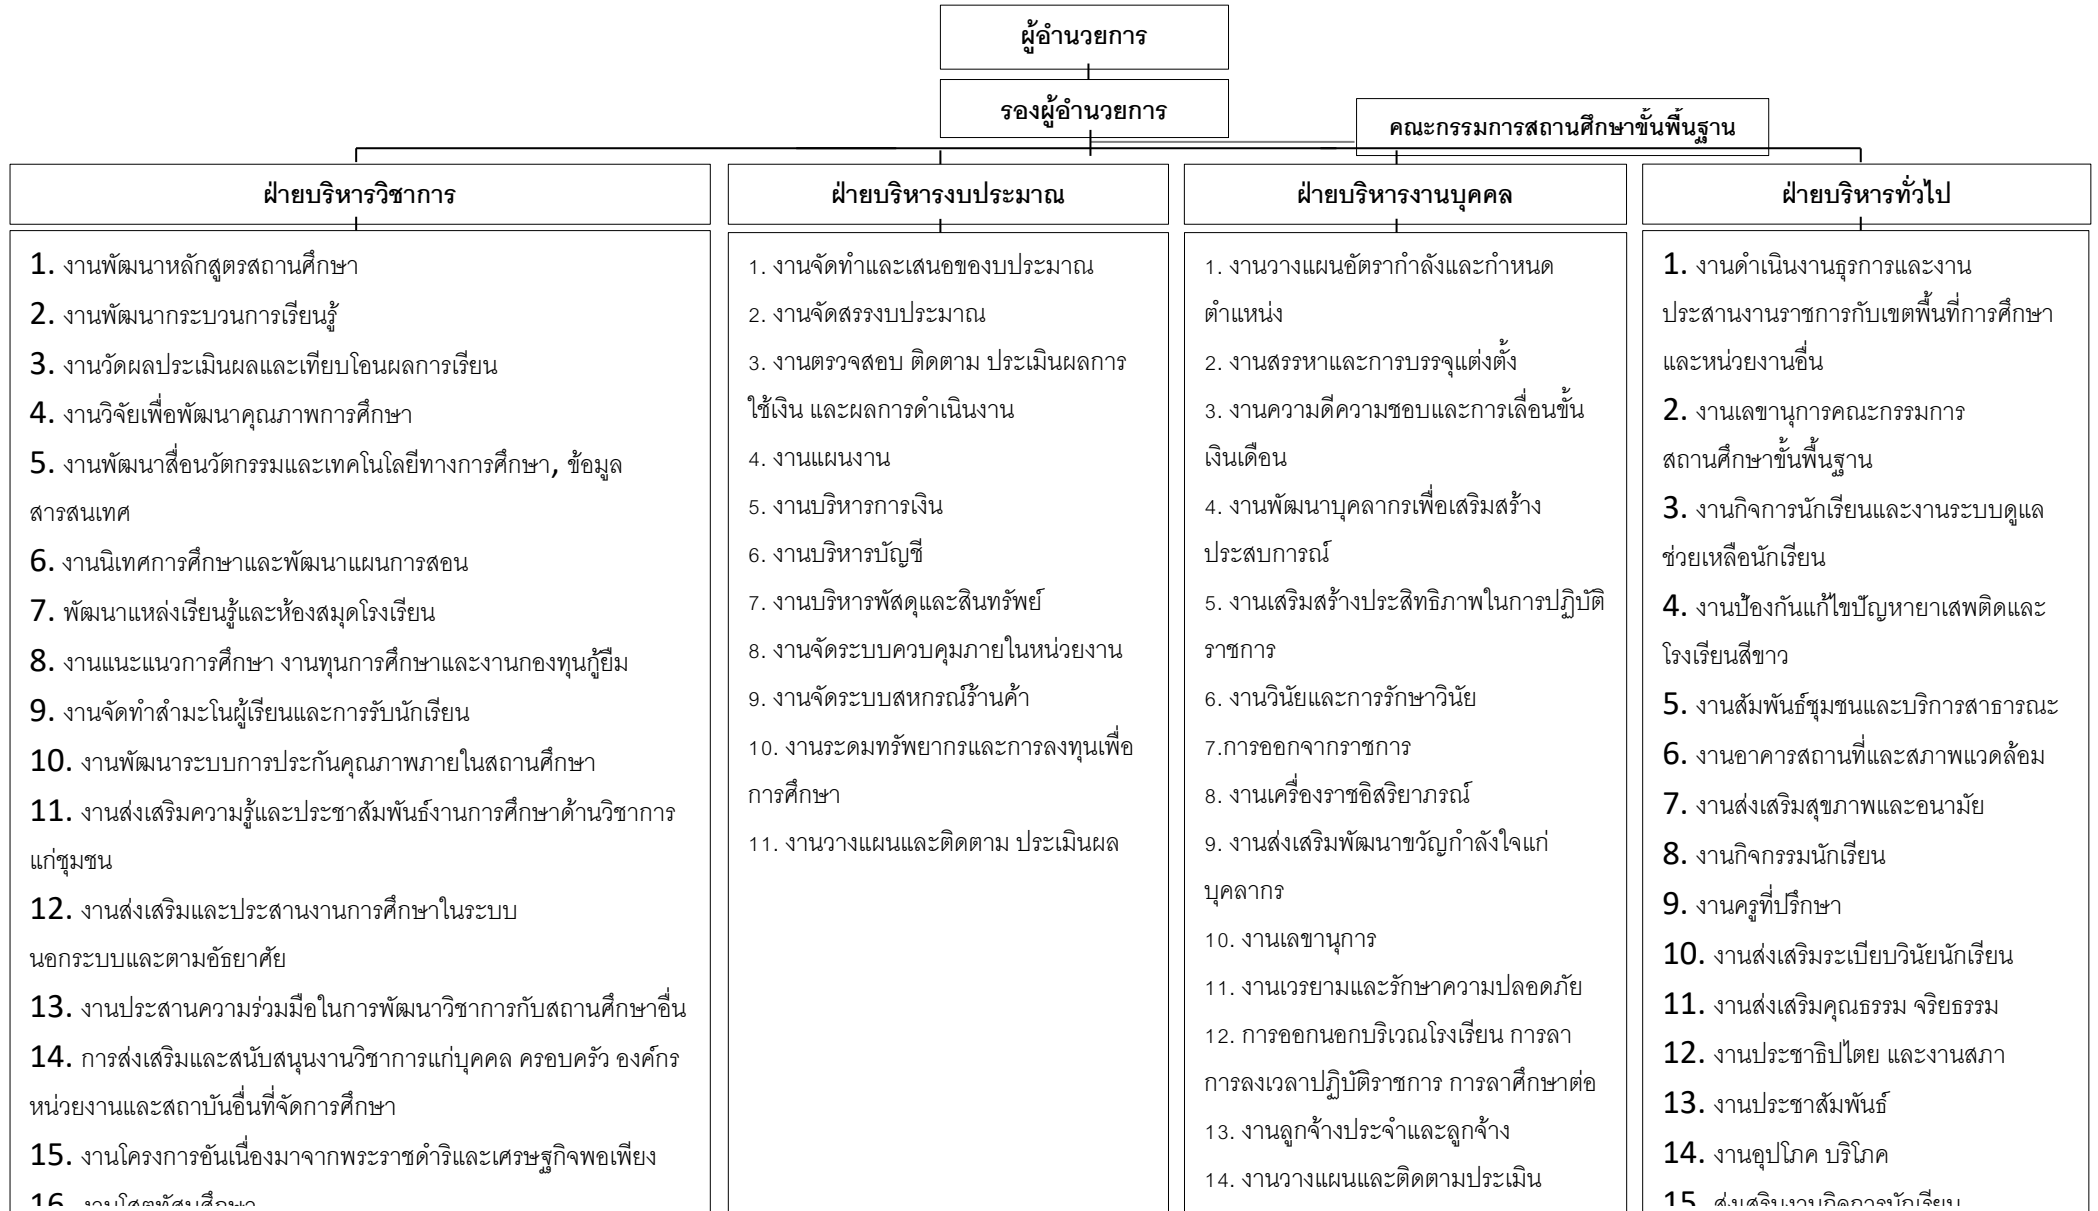 ผู้อำนวยการ
รองผู้อำนวยการ
คณะกรรมการสถานศึกษาขั้นพื้นฐาน
ฝ่ายบริหารวิชาการ
1. งานพัฒนาหลักสูตรสถานศึกษา
2. งานพัฒนากระบวนการเรียนรู้
3. งานวัดผลประเมินผลและเทียบโอนผลการเรียน
4. งานวิจัยเพื่อพัฒนาคุณภาพการศึกษา
5. งานพัฒนาสื่อนวัตกรรมและเทคโนโลยีทางการศึกษา, ข้อมูล
สารสนเทศ
6. งานนิเทศการศึกษาและพัฒนาแผนการสอน
7. พัฒนาแหล่งเรียนรู้และห้องสมุดโรงเรียน
8. งานแนะแนวการศึกษา งานทุนการศึกษาและงานกองทุนกู้ยืม
9. งานจัดทำสำมะโนผู้เรียนและการรับนักเรียน
10. งานพัฒนาระบบการประกันคุณภาพภายในสถานศึกษา
11. งานส่งเสริมความรู้และประชาสัมพันธ์งานการศึกษาด้านวิชาการ
แก่ชุมชน
12. งานส่งเสริมและประสานงานการศึกษาในระบบ
นอกระบบและตามอัธยาศัย
13. งานประสานความร่วมมือในการพัฒนาวิชาการกับสถานศึกษาอื่น
14. การส่งเสริมและสนับสนุนงานวิชาการแก่บุคคล ครอบครัว องค์กร
หน่วยงานและสถาบันอื่นที่จัดการศึกษา
15. งานโครงการอันเนื่องมาจากพระราชดำริและเศรษฐกิจพอเพียง
16. งานโสตทัศนศึกษา
ฝ่ายบริหารงบประมาณ
1. งานจัดทำและเสนอของบประมาณ
2. งานจัดสรรงบประมาณ
3. งานตรวจสอบ ติดตาม ประเมินผลการ
ใช้เงิน และผลการดำเนินงาน
4. งานแผนงาน
5. งานบริหารการเงิน
6. งานบริหารบัญชี
7. งานบริหารพัสดุและสินทรัพย์
8. งานจัดระบบควบคุมภายในหน่วยงาน
9. งานจัดระบบสหกรณ์ร้านค้า
10. งานระดมทรัพยากรและการลงทุนเพื่อ
การศึกษา
11. งานวางแผนและติดตาม ประเมินผล
ฝ่ายบริหารงานบุคคล
1. งานวางแผนอัตรากำลังและกำหนด
ตำแหน่ง
2. งานสรรหาและการบรรจุแต่งตั้ง
3. งานความดีความชอบและการเลื่อนขั้น
เงินเดือน
4. งานพัฒนาบุคลากรเพื่อเสริมสร้าง
ประสบการณ์
5. งานเสริมสร้างประสิทธิภาพในการปฏิบัติ
ราชการ
6. งานวินัยและการรักษาวินัย
7.การออกจากราชการ
8. งานเครื่องราชอิสริยาภรณ์
9. งานส่งเสริมพัฒนาขวัญกำลังใจแก่
บุคลากร
10. งานเลขานุการ
11. งานเวรยามและรักษาความปลอดภัย
12. การออกนอกบริเวณโรงเรียน การลา
การลงเวลาปฏิบัติราชการ การลาศึกษาต่อ
13. งานลูกจ้างประจำและลูกจ้าง
14. งานวางแผนและติดตามประเมิน
ฝ่ายบริหารทั่วไป
1. งานดำเนินงานธุรการและงาน
ประสานงานราชการกับเขตพื้นที่การศึกษา
และหน่วยงานอื่น
2. งานเลขานุการคณะกรรมการ
สถานศึกษาขั้นพื้นฐาน
3. งานกิจการนักเรียนและงานระบบดูแล
ช่วยเหลือนักเรียน
4. งานป้องกันแก้ไขปัญหายาเสพติดและ
โรงเรียนสีขาว
5. งานสัมพันธ์ชุมชนและบริการสาธารณะ
6. งานอาคารสถานที่และสภาพแวดล้อม
7. งานส่งเสริมสุขภาพและอนามัย
8. งานกิจกรรมนักเรียน
9. งานครูที่ปรึกษา
10. งานส่งเสริมระเบียบวินัยนักเรียน
11. งานส่งเสริมคุณธรรม จริยธรรม
12. งานประชาธิปไตย และงานสภา
13. งานประชาสัมพันธ์
14. งานอุปโภค บริโภค
15. ส่งเสริมงานกิจการนักเรียน